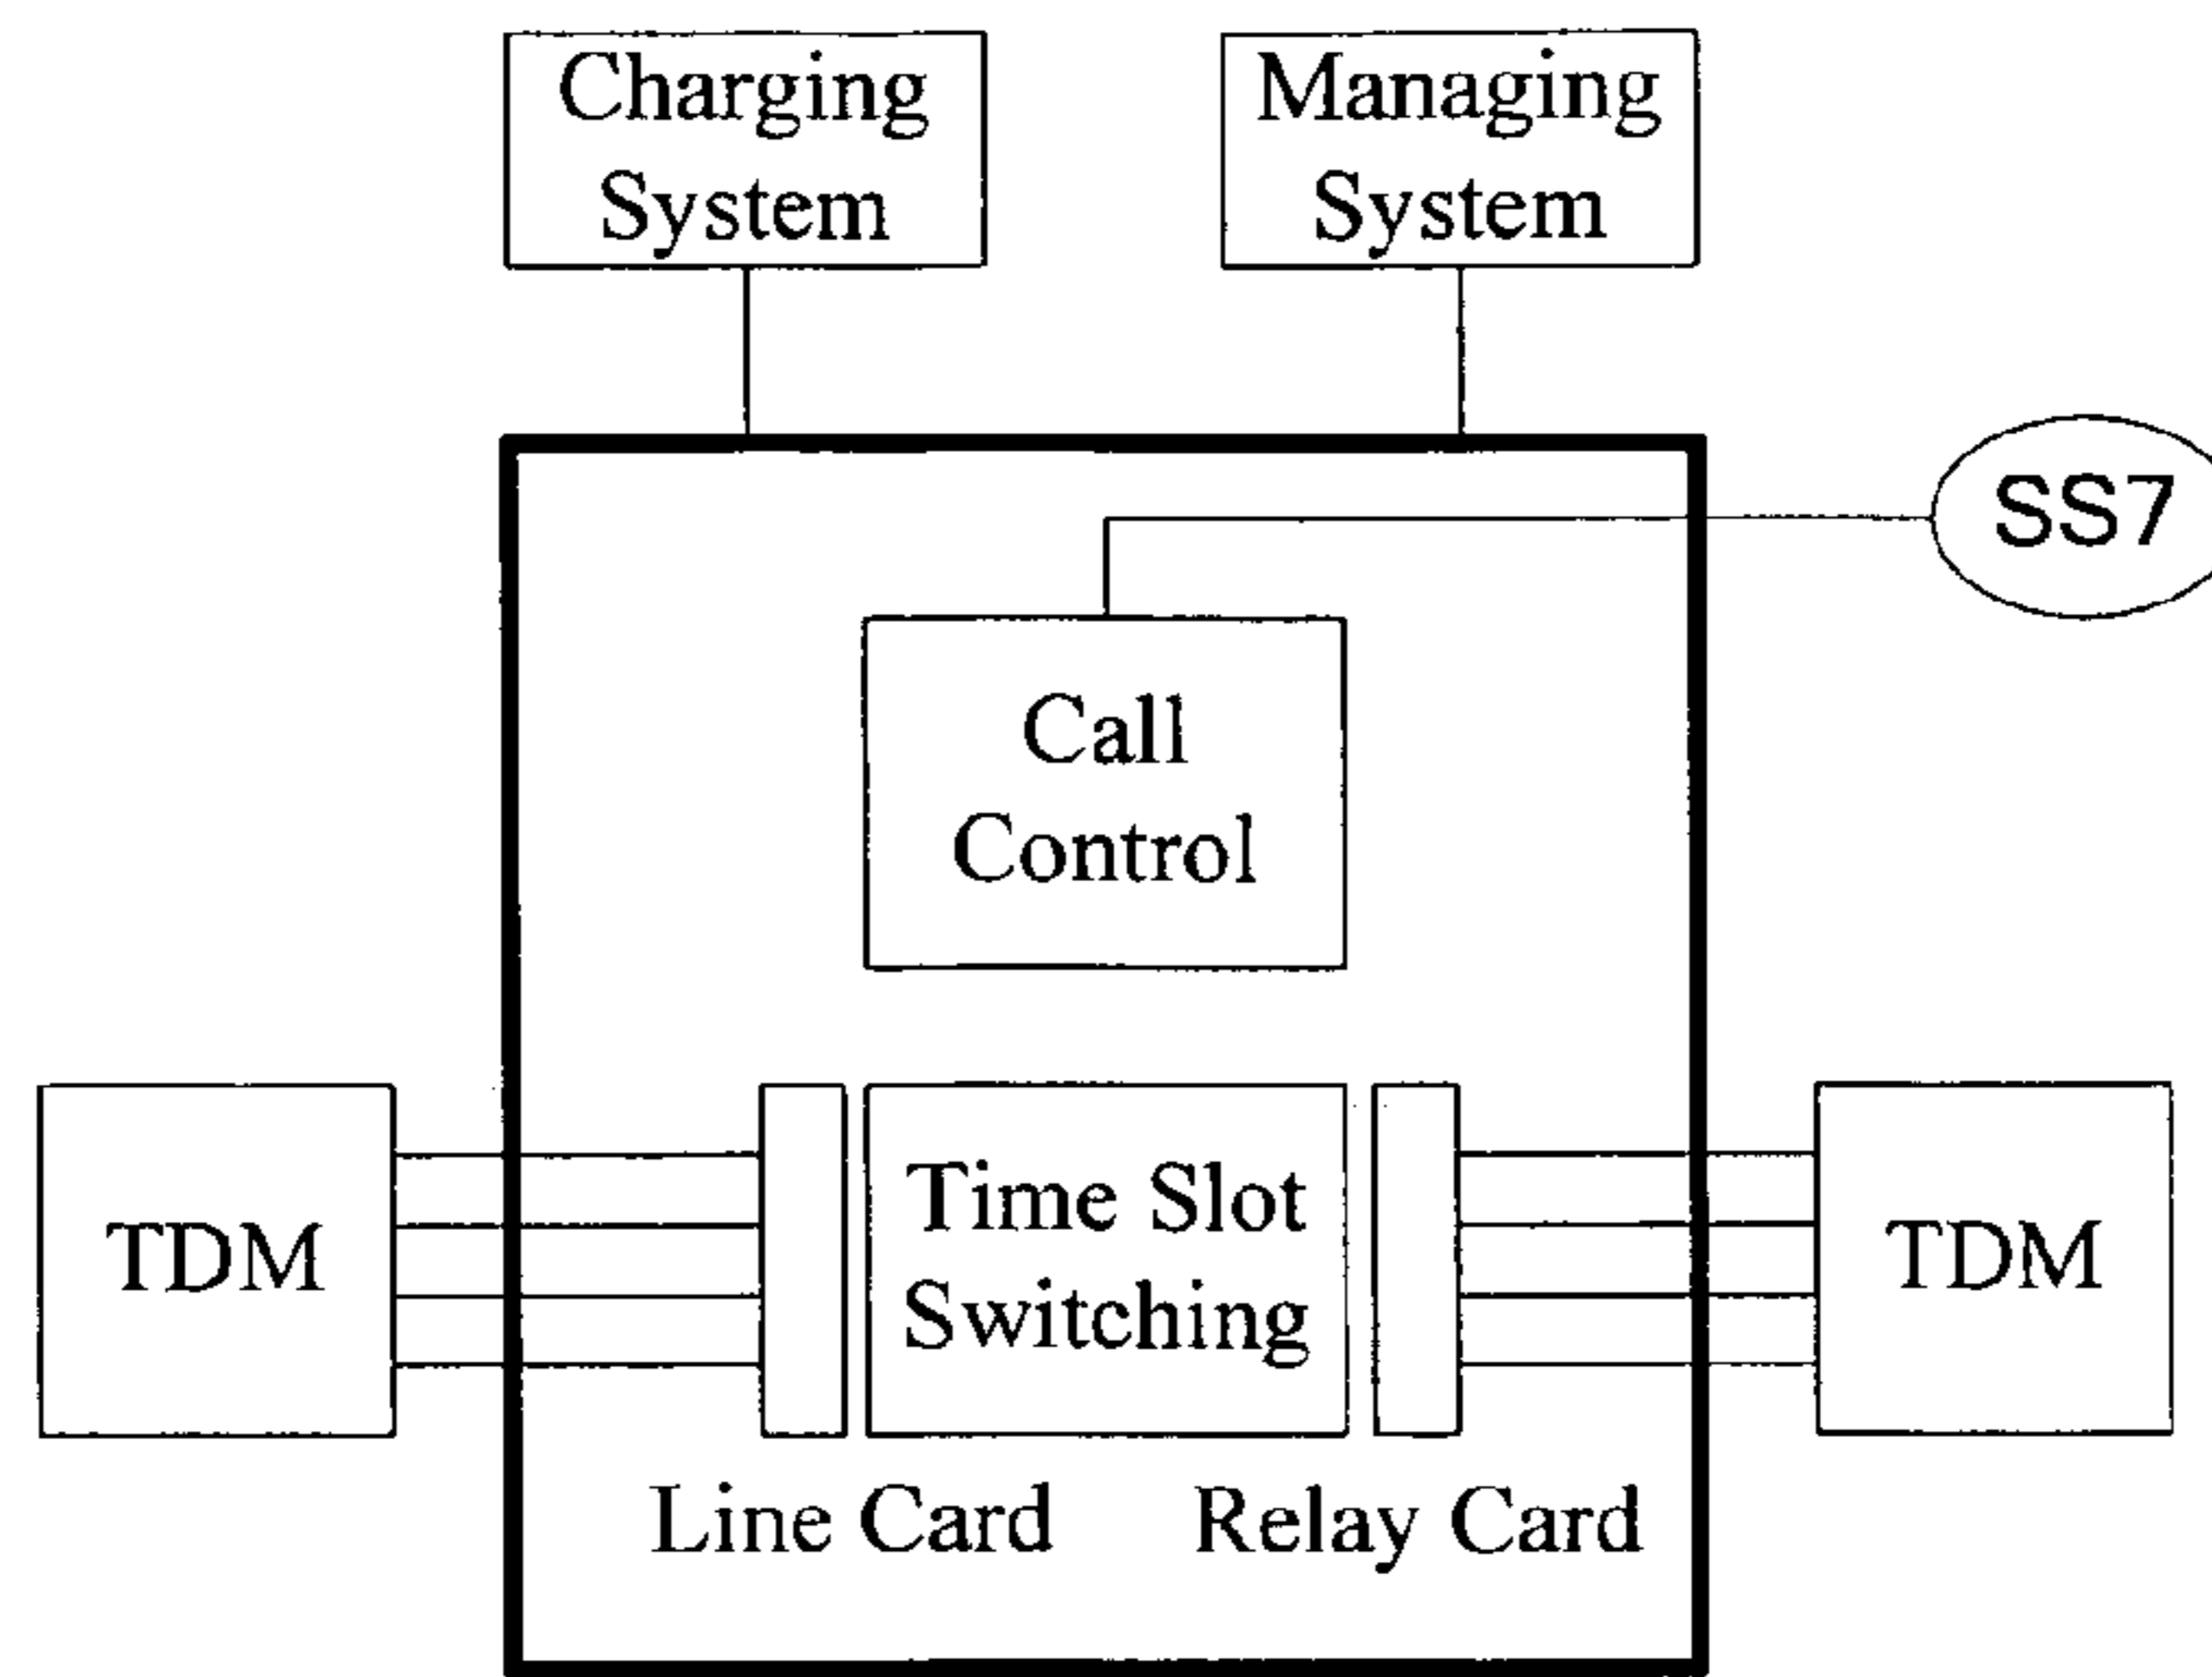 Charging
System
Managing
System
SS7
Call
Control
TDM
Time Slot
Switching
TDM
Line Card
Relay Card